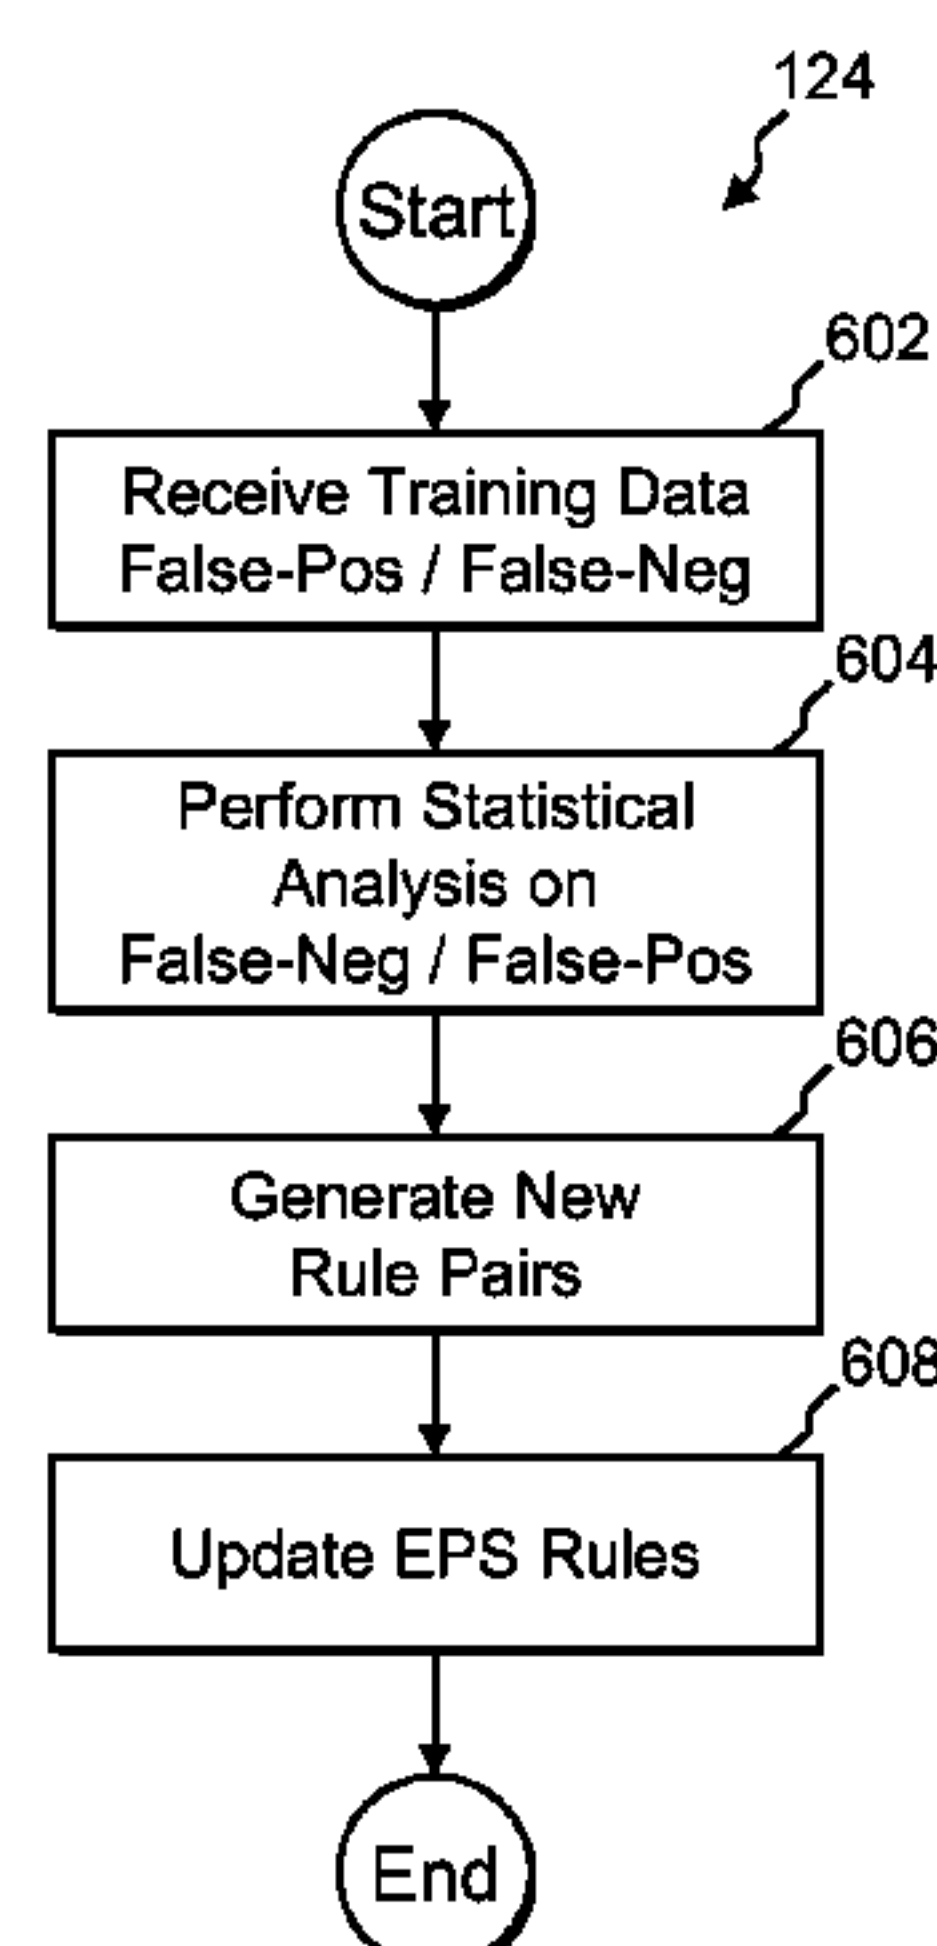 124
Start
602
Receive Training Data
False-Pos / False-Neg
604
Perform Statistical
Analysis on
False-Neg / False-Pos
606
Generate New
Rule Pairs
608
Update EPS Rules
End